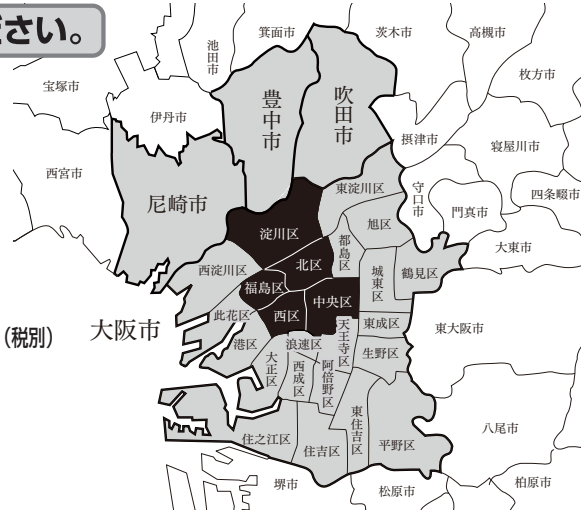 ださい。
池田市
箕面市
茨木市
高槻市
枚方市
宝塚市
伊丹市
豊中市
吹田市
摂津市
寝屋川市
西宮市
尼崎市
東淀川区
守口市
門真市
四条畷市
淀川区
旭区
都島区
大東市
西淀川区
北区
城東区
鶴見区
福島区
中央区
此花区
西区
天王寺区
東成区
東大阪市
(税別)
大阪市
港区
浪速区
生野区
大正区
西成区
阿倍野区
東住吉区
八尾市
住之江区
住吉区
平野区
堺市
松原市
柏原市